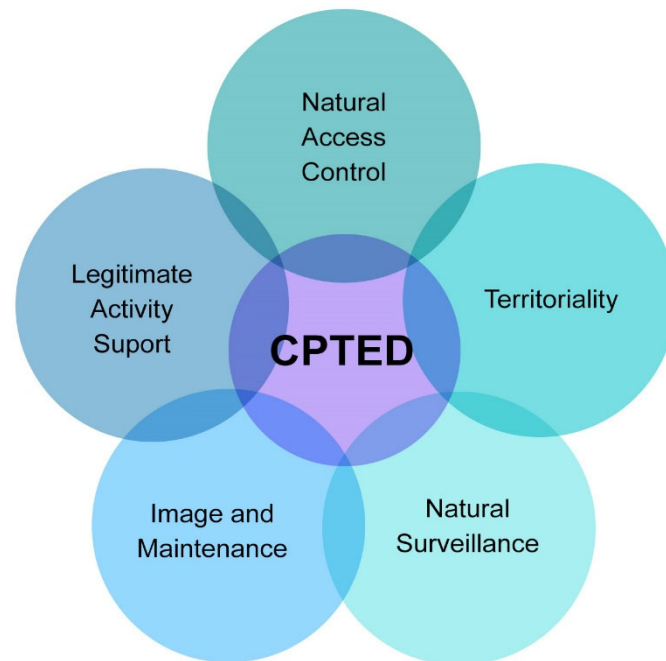 Natural
Access
Control
Legitimate
Activity
Suport
Territoriality
CPTED
Image and
Maintenance
Natural
Surveillance